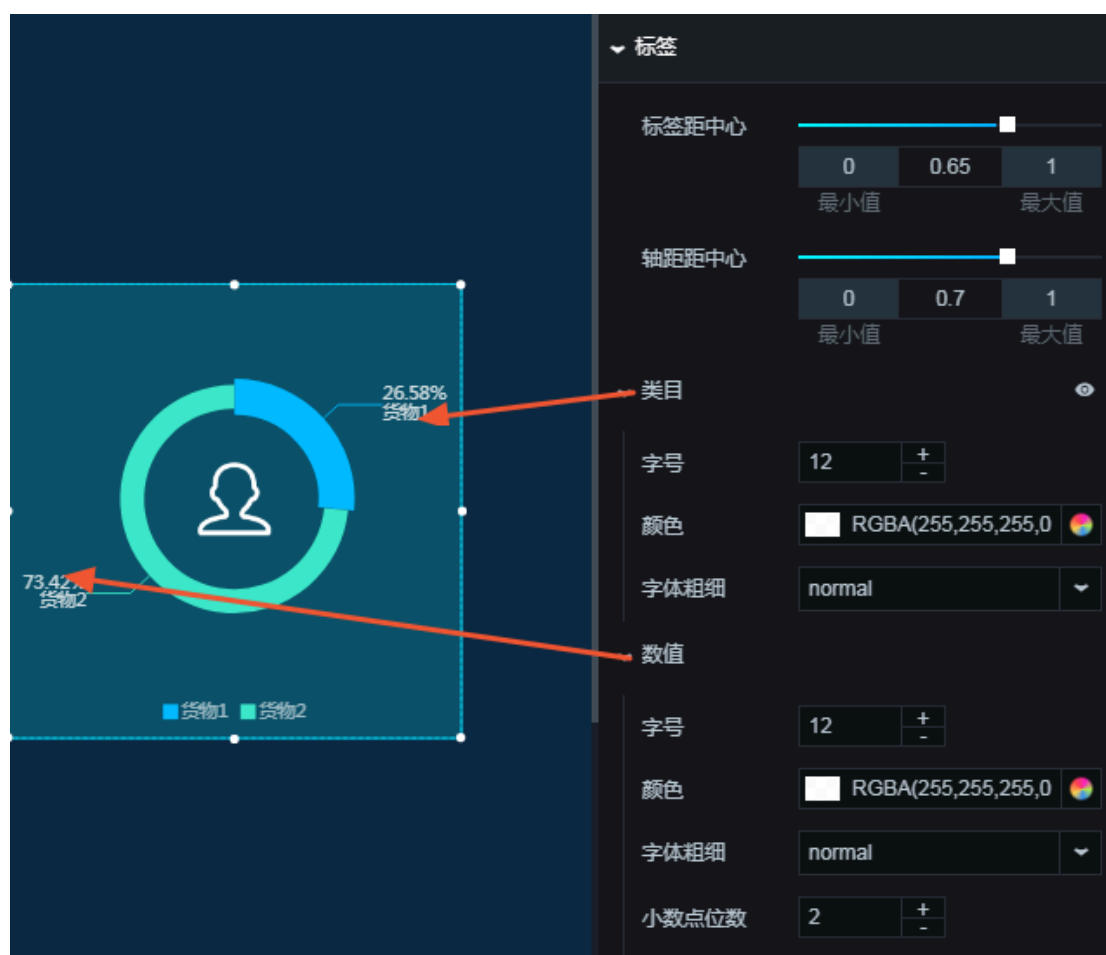 26.58%
货物1
73.42%
货物2
货物1 货物2
标签
标签距中心
0 0.65 1
最小值 最大值
轴距距中心
0 0.7 1
最小值 最大值
类目
字号 12 + -
颜色 RGBA(255,255,255,0
字体粗细 normal
数值
字号 12 + -
颜色 RGBA(255,255,255,0
字体粗细 normal
小数点位数 2 + -